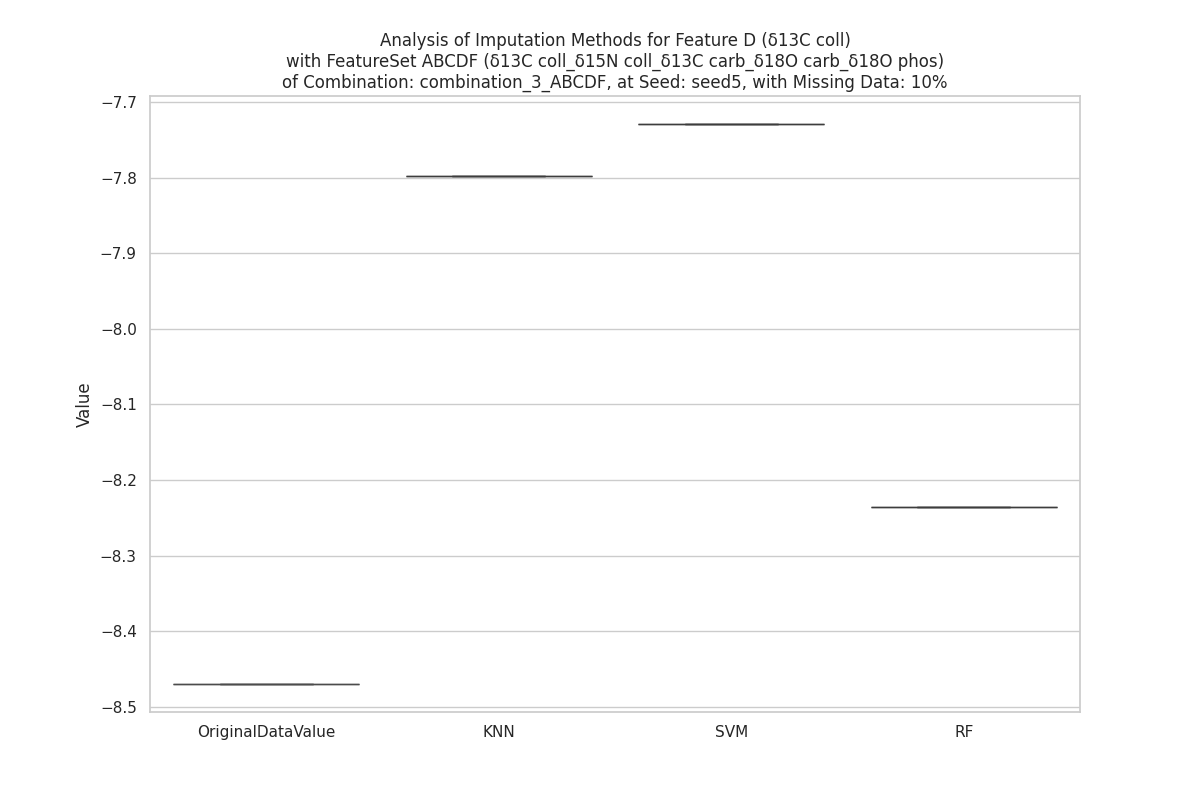 Analysis of Imputation Methods for Feature D (δ13C coll)
with FeatureSet ABCDF (δ13C coll_δ15N coll_δ13C carb_δ18O carb_δ18O phos)
of Combination: combination_3_ABCDF, at Seed: seed5, with Missing Data: 10%
−7.7
−7.8
−7.9
−8.0
−8.1
−8.2
−8.3
−8.4
−8.5
Value
OriginalDataValue
KNN
SVM
RF